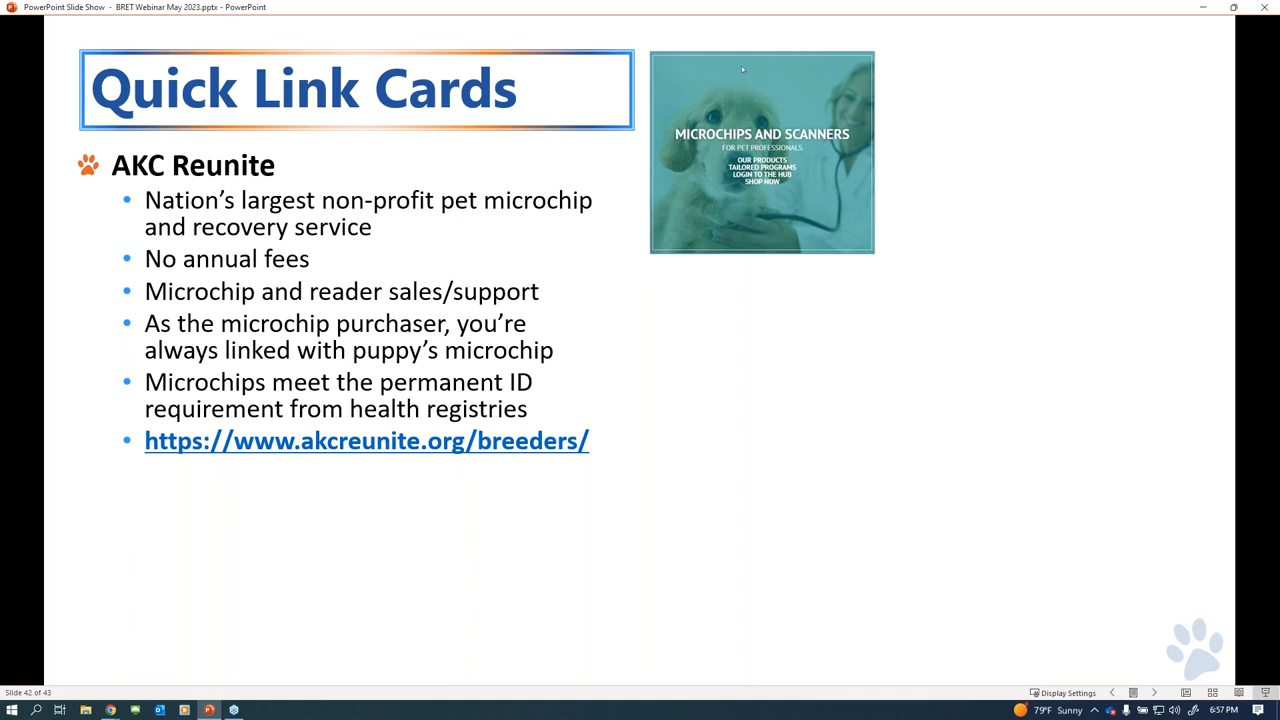 PowerPoint Slide Show - BRET Webinar May 2023.pptx - PowerPoint
Quick Link Cards
MICROCHIPS AND SCANNERS
FOR PET PROFESSIONALS
OUR PRODUCTS
TAILORED PROGRAMS
LOGIN TO THE HUB
SHOP NOW
AKC Reunite
• Nation’s largest non-profit pet microchip
and recovery service
• No annual fees
• Microchip and reader sales/support
• As the microchip purchaser, you’re
always linked with puppy’s microchip
• Microchips meet the permanent ID
requirement from health registries
• https://www.akcreunite.org/breeders/
Slide 42 of 43
Display Settings
79°F Sunny
6:57 PM